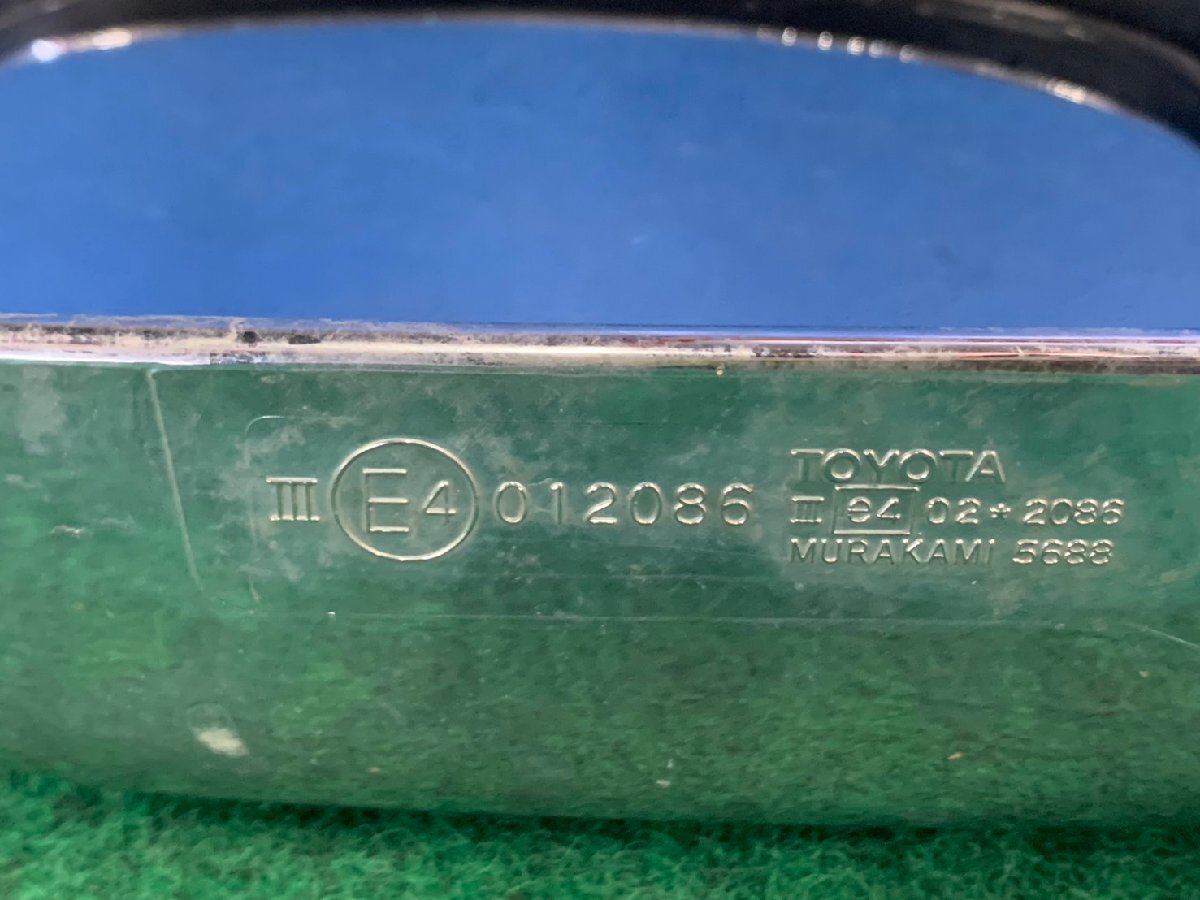 III E4 012086
TOYOTA
III e4 02*2086
MURAKAMI 5688